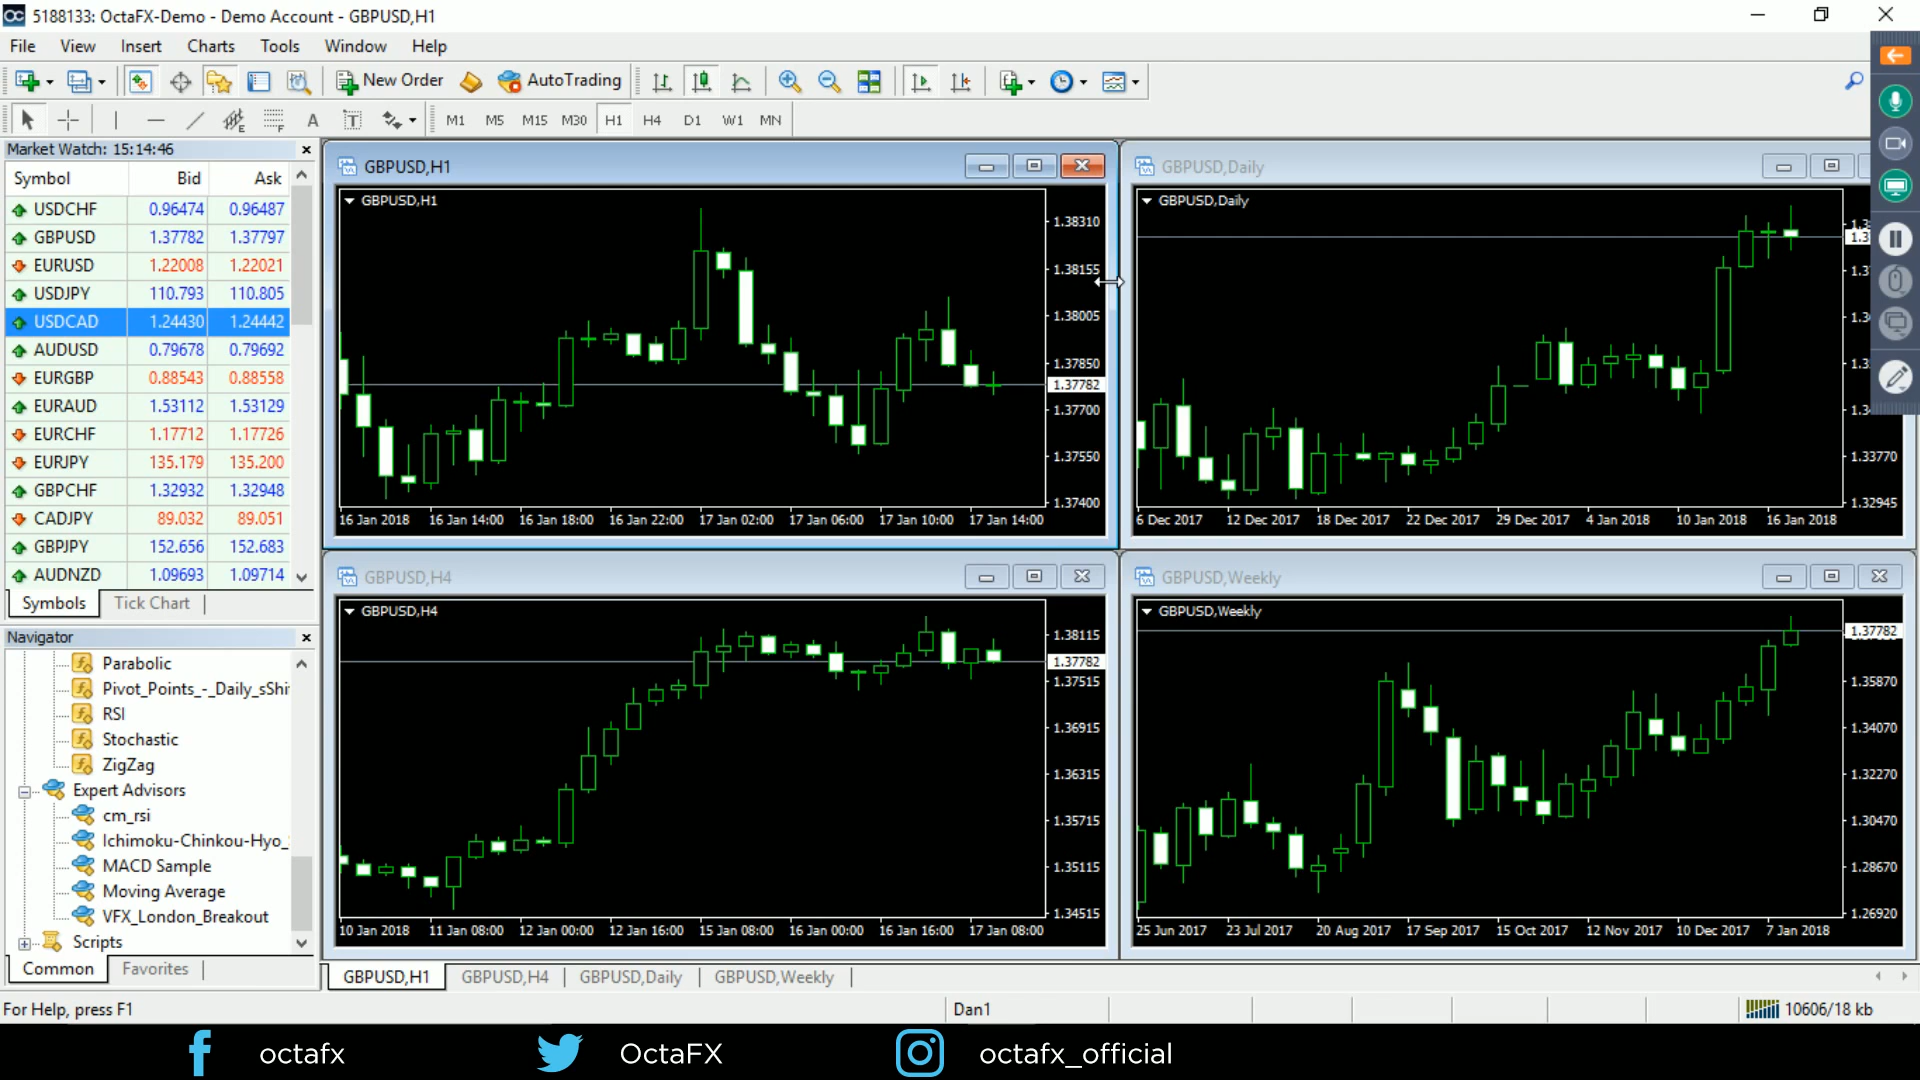 5188133: OctaFX-Demo - Demo Account - GBPUSD,H1
File View Insert Charts Tools Window Help
New Order AutoTrading
M1 M5 M15 M30 H1 H4 D1 W1 MN
Market Watch: 15:14:46
Symbol Bid Ask
USDCHF 0.96474 0.96487
GBPUSD 1.37782 1.37797
EURUSD 1.22008 1.22021
USDJPY 110.793 110.805
USDCAD 1.24430 1.24442
AUDUSD 0.79678 0.79692
EURGBP 0.88543 0.88558
EURAUD 1.53112 1.53129
EURCHF 1.17712 1.17726
EURJPY 135.179 135.200
GBPCHF 1.32932 1.32948
CADJPY 89.032 89.051
GBPJPY 152.656 152.683
AUDNZD 1.09693 1.09714
Symbols Tick Chart
Navigator
Parabolic
Pivot_Points_-_Daily_sShi
RSI
Stochastic
ZigZag
Expert Advisors
cm_rsi
Ichimoku-Chinkou-Hyo_
MACD Sample
Moving Average
VFX_London_Breakout
Scripts
Common Favorites
GBPUSD,H1
GBPUSD,H1
1.38310
1.38155
1.38005
1.37850
1.37782
1.37700
1.37550
1.37400
16 Jan 2018 16 Jan 14:00 16 Jan 18:00 16 Jan 22:00 17 Jan 02:00 17 Jan 06:00 17 Jan 10:00 17 Jan 14:00
GBPUSD,Daily
GBPUSD,Daily
1.33770
1.32945
6 Dec 2017 12 Dec 2017 18 Dec 2017 22 Dec 2017 29 Dec 2017 4 Jan 2018 10 Jan 2018 16 Jan 2018
GBPUSD,H4
GBPUSD,H4
1.38115
1.37782
1.37515
1.36915
1.36315
1.35715
1.35115
1.34515
10 Jan 2018 11 Jan 08:00 12 Jan 00:00 12 Jan 16:00 15 Jan 08:00 16 Jan 00:00 16 Jan 16:00 17 Jan 08:00
GBPUSD,Weekly
GBPUSD,Weekly
1.37782
1.35870
1.34070
1.32270
1.30470
1.28670
1.26920
25 Jun 2017 23 Jul 2017 20 Aug 2017 17 Sep 2017 15 Oct 2017 12 Nov 2017 10 Dec 2017 7 Jan 2018
GBPUSD,H1 GBPUSD,H4 GBPUSD,Daily GBPUSD,Weekly
For Help, press F1 Dan1 10606/18 kb
octafx OctaFX octafx_official